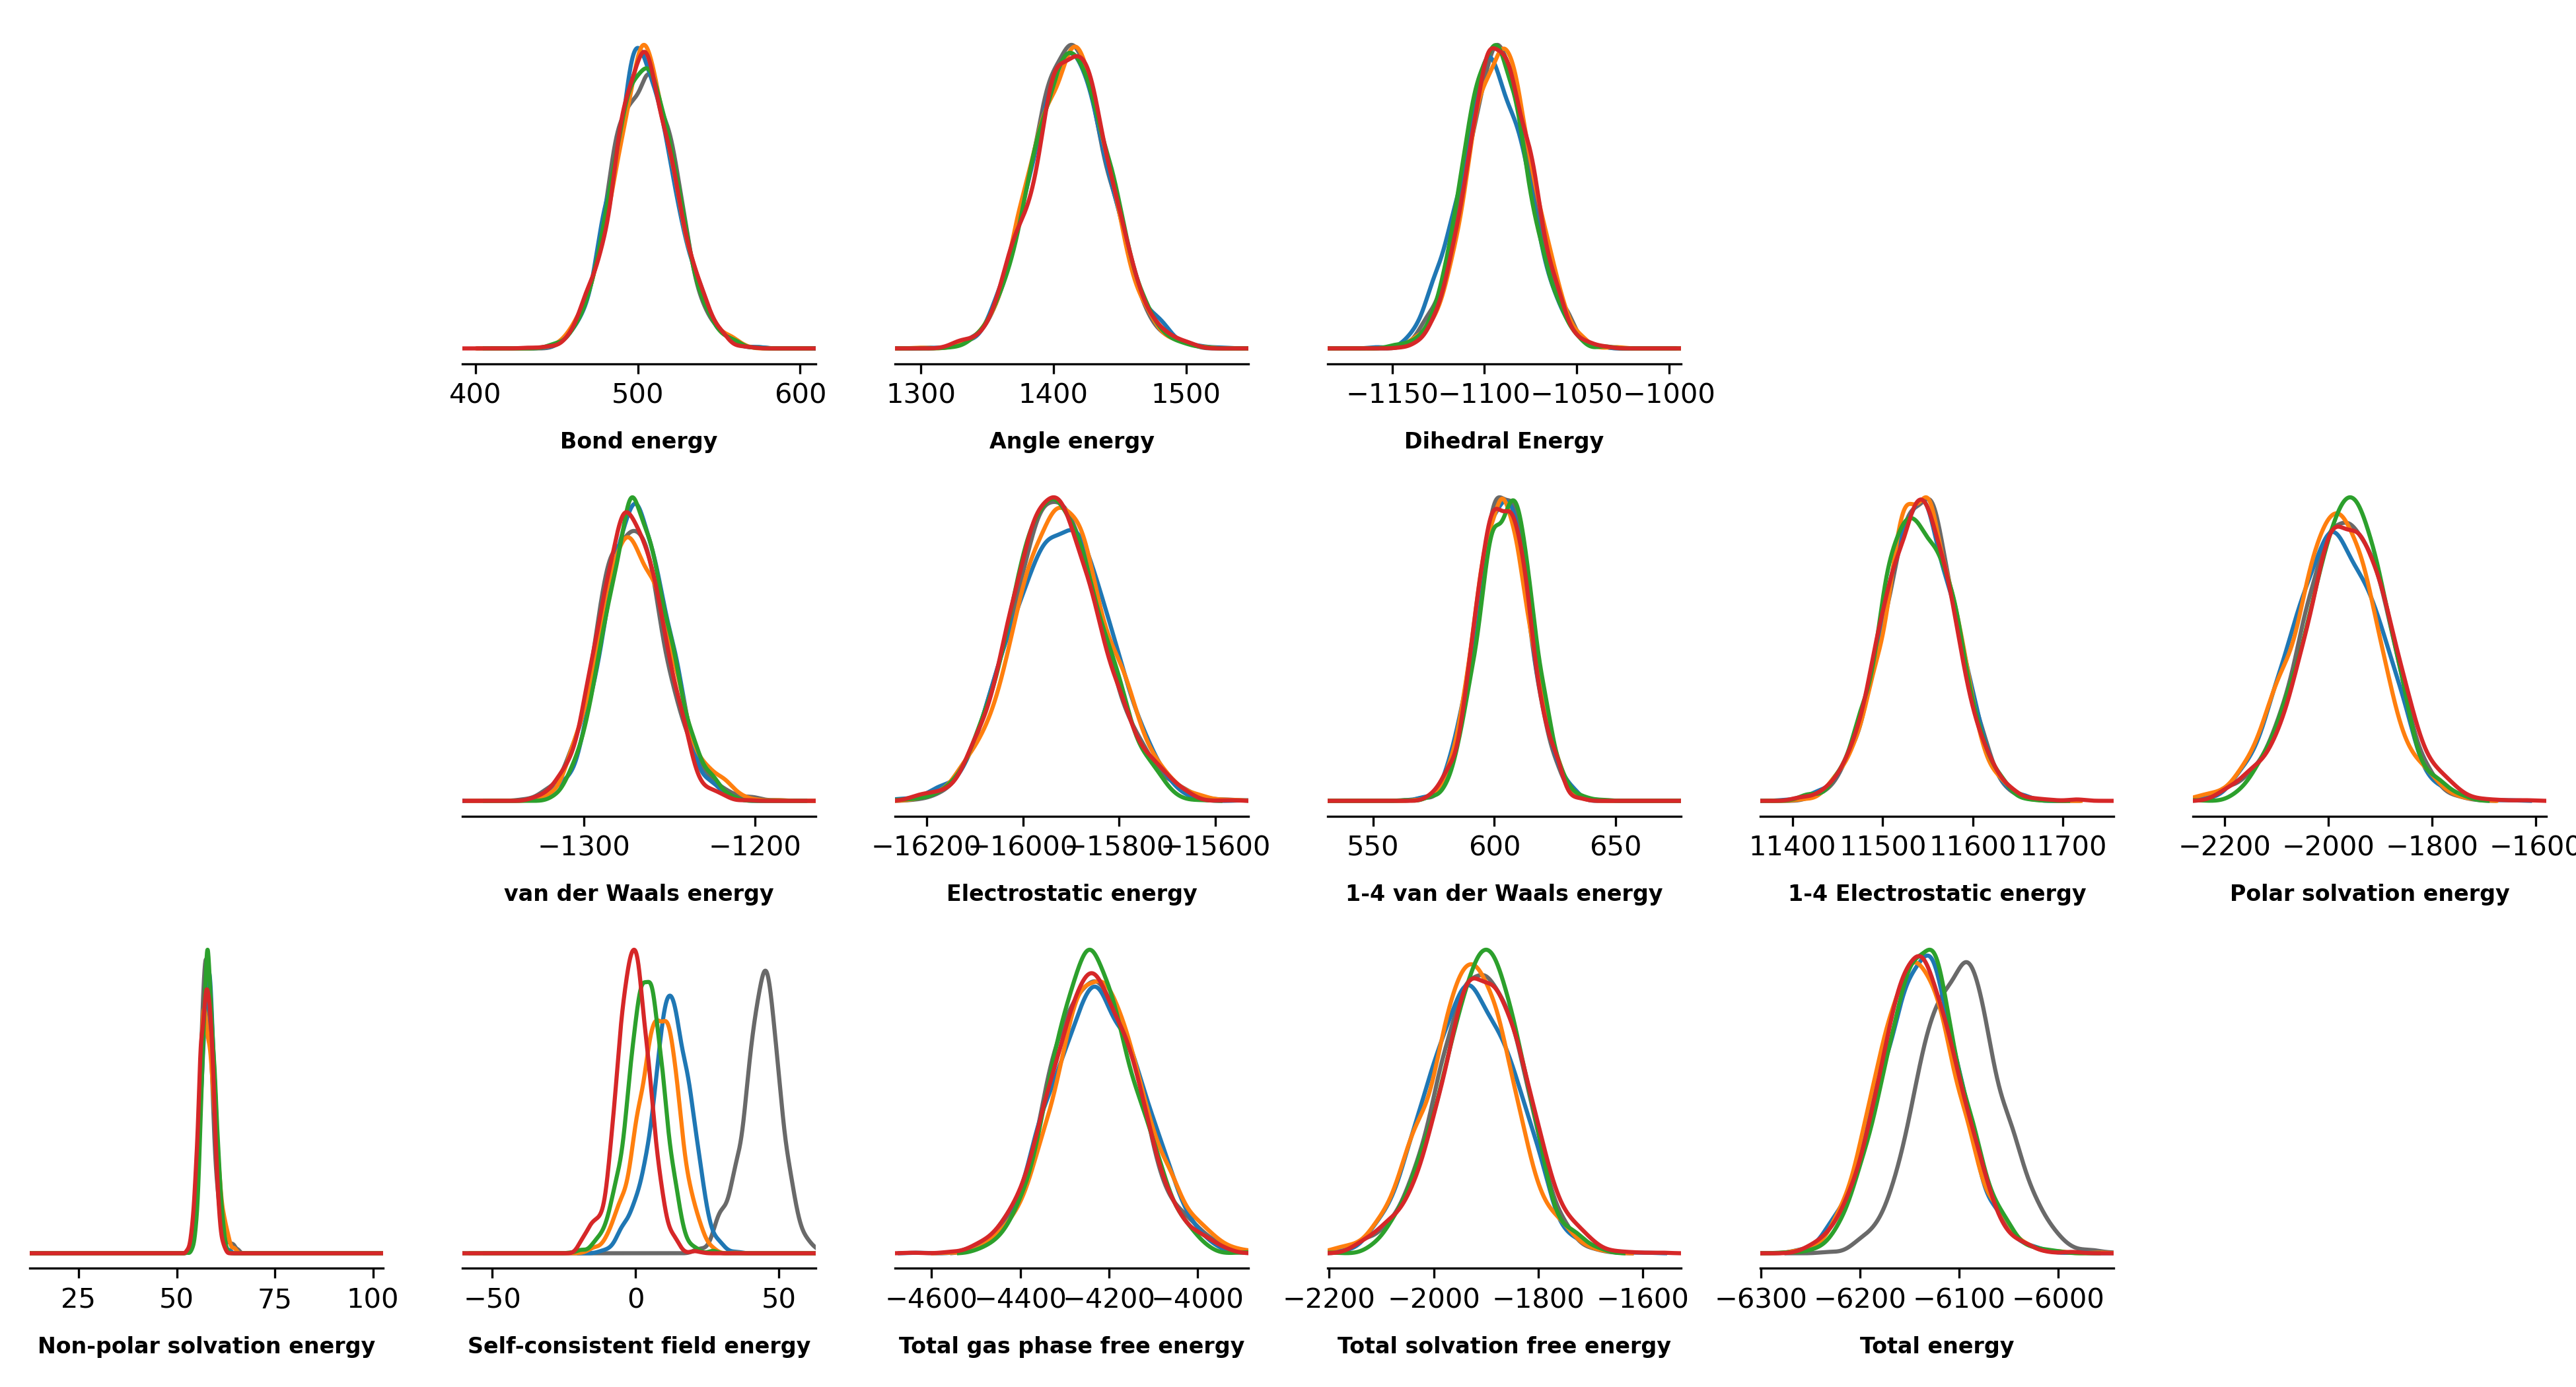 400 500 600 1300 1400 1500 −1150 −1100 −1050 −1000
Bond energy Angle energy Dihedral Energy
−1300 −1200 −16200 −16000 −15800 −15600 550 600 650 11400 11500 11600 11700 −2200 −2000 −1800 −1600
van der Waals energy Electrostatic energy 1-4 van der Waals energy 1-4 Electrostatic energy Polar solvation energy
25 50 75 100 −50 0 50 −4600 −4400 −4200 −4000 −2200 −2000 −1800 −1600 −6300 −6200 −6100 −6000
Non-polar solvation energy Self-consistent field energy Total gas phase free energy Total solvation free energy Total energy